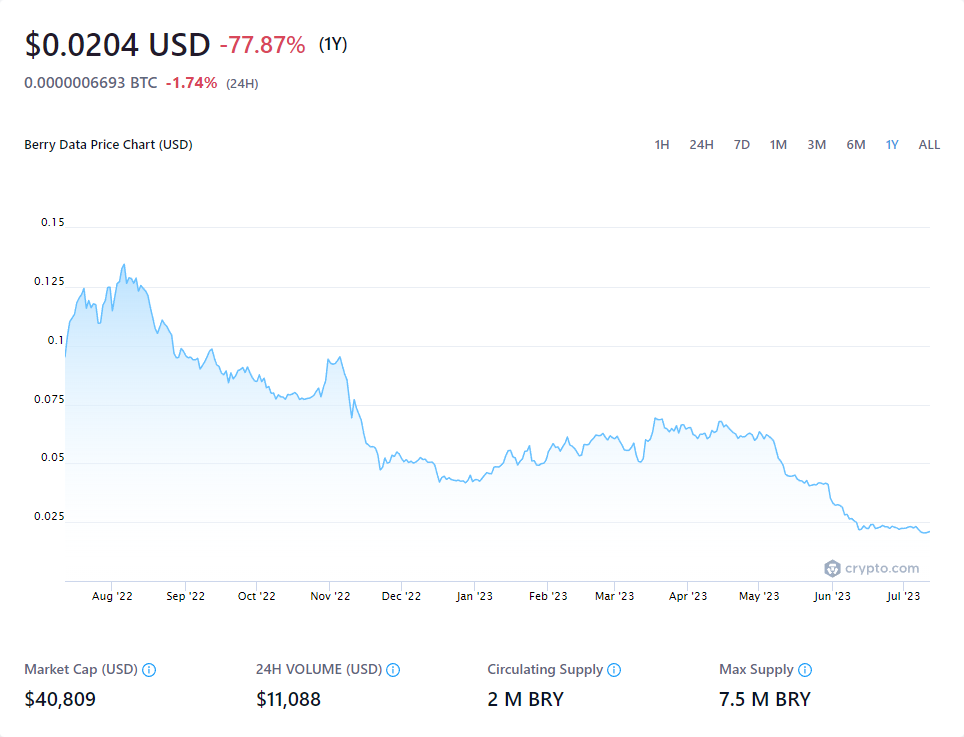 $0.0204 USD -77.87% (1Y)
0.0000006693 BTC -1.74% (24H)
Berry Data Price Chart (USD) 1H 24H 7D 1M 3M 6M 1Y ALL
0.15
0.125
0.1
0.075
0.05
0.025
crypto.com
Aug '22 Sep '22 Oct '22 Nov '22 Dec '22 Jan '23 Feb '23 Mar '23 Apr '23 May '23 Jun '23 Jul '23
Market Cap (USD) 24H VOLUME (USD) Circulating Supply Max Supply
$40,809 $11,088 2 M BRY 7.5 M BRY